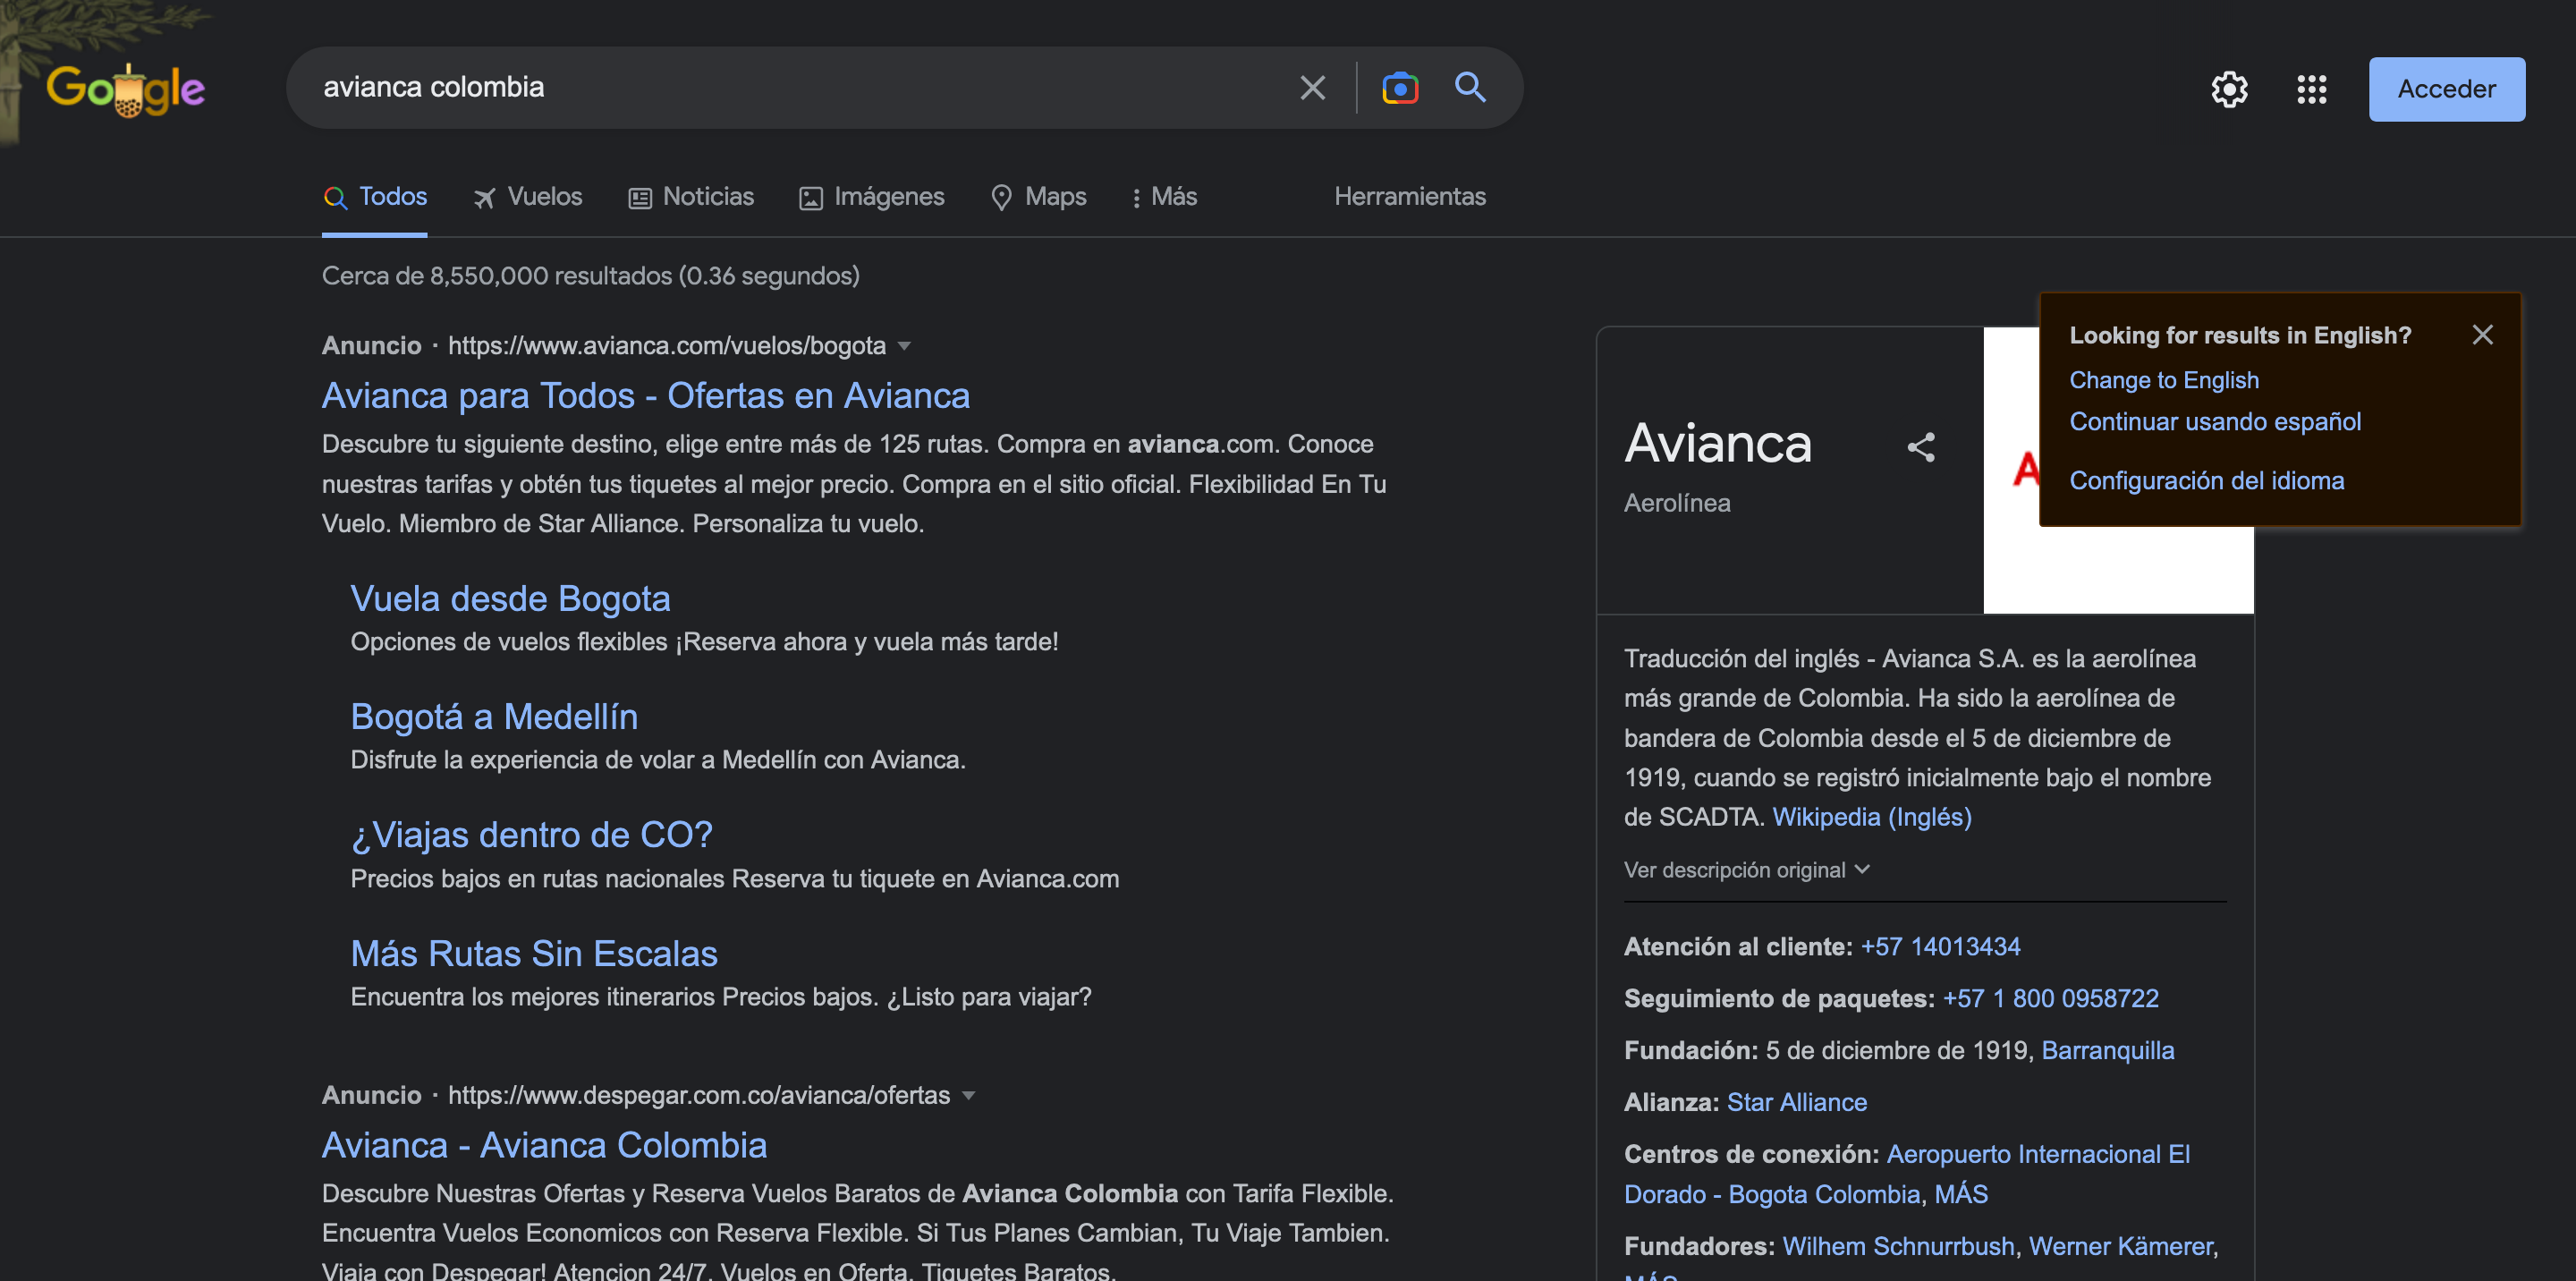 Google
avianca colombia
Acceder
Todos
Vuelos
Noticias
Imágenes
Maps
Más
Herramientas
Cerca de 8,550,000 resultados (0.36 segundos)
Anuncio · https://www.avianca.com/vuelos/bogota
Avianca para Todos - Ofertas en Avianca
Descubre tu siguiente destino, elige entre más de 125 rutas. Compra en avianca.com. Conoce
nuestras tarifas y obtén tus tiquetes al mejor precio. Compra en el sitio oficial. Flexibilidad En Tu
Vuelo. Miembro de Star Alliance. Personaliza tu vuelo.
Vuela desde Bogota
Opciones de vuelos flexibles ¡Reserva ahora y vuela más tarde!
Bogotá a Medellín
Disfrute la experiencia de volar a Medellín con Avianca.
¿Viajas dentro de CO?
Precios bajos en rutas nacionales Reserva tu tiquete en Avianca.com
Más Rutas Sin Escalas
Encuentra los mejores itinerarios Precios bajos. ¿Listo para viajar?
Anuncio · https://www.despegar.com.co/avianca/ofertas
Avianca - Avianca Colombia
Descubre Nuestras Ofertas y Reserva Vuelos Baratos de Avianca Colombia con Tarifa Flexible.
Encuentra Vuelos Economicos con Reserva Flexible. Si Tus Planes Cambian, Tu Viaje Tambien.
Viaja con Despegar! Atencion 24/7. Vuelos en Oferta. Tiquetes Baratos.
Looking for results in English?
Change to English
Continuar usando español
Configuración del idioma
Avianca
Aerolínea
A
Traducción del inglés - Avianca S.A. es la aerolínea
más grande de Colombia. Ha sido la aerolínea de
bandera de Colombia desde el 5 de diciembre de
1919, cuando se registró inicialmente bajo el nombre
de SCADTA. Wikipedia (Inglés)
Ver descripción original
Atención al cliente: +57 14013434
Seguimiento de paquetes: +57 1 800 0958722
Fundación: 5 de diciembre de 1919, Barranquilla
Alianza: Star Alliance
Centros de conexión: Aeropuerto Internacional El
Dorado - Bogota Colombia, MÁS
Fundadores: Wilhem Schnurrbush, Werner Kämerer,
MÁS